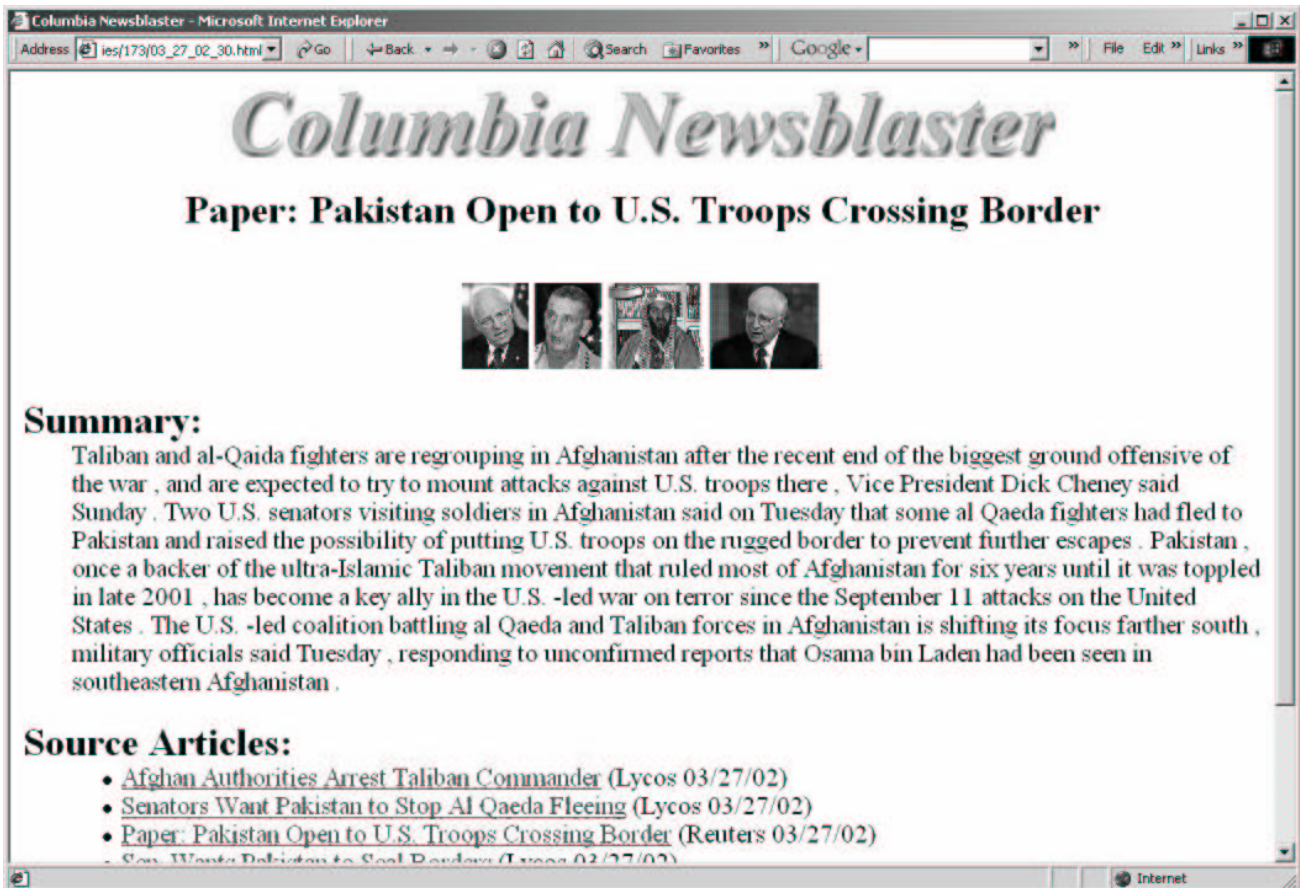 Columbia Newsblaster - Microsoft Internet Explorer
Address ies/173/03_27_02_30.html Go Back Search Favorites » Google » File Edit » Links »
Columbia Newsblaster
Paper: Pakistan Open to U.S. Troops Crossing Border
Summary:
Taliban and al-Qaida fighters are regrouping in Afghanistan after the recent end of the biggest ground offensive of
the war , and are expected to try to mount attacks against U.S. troops there , Vice President Dick Cheney said
Sunday . Two U.S. senators visiting soldiers in Afghanistan said on Tuesday that some al Qaeda fighters had fled to
Pakistan and raised the possibility of putting U.S. troops on the rugged border to prevent further escapes . Pakistan ,
once a backer of the ultra-Islamic Taliban movement that ruled most of Afghanistan for six years until it was toppled
in late 2001 , has become a key ally in the U.S. -led war on terror since the September 11 attacks on the United
States . The U.S. -led coalition battling al Qaeda and Taliban forces in Afghanistan is shifting its focus farther south ,
military officials said Tuesday , responding to unconfirmed reports that Osama bin Laden had been seen in
southeastern Afghanistan .
Source Articles:
• Afghan Authorities Arrest Taliban Commander (Lycos 03/27/02)
• Senators Want Pakistan to Stop Al Qaeda Fleeing (Lycos 03/27/02)
• Paper: Pakistan Open to U.S. Troops Crossing Border (Reuters 03/27/02)
• Sen. Wants Pakistan to Seal Borders (Lycos 03/27/02)
Internet